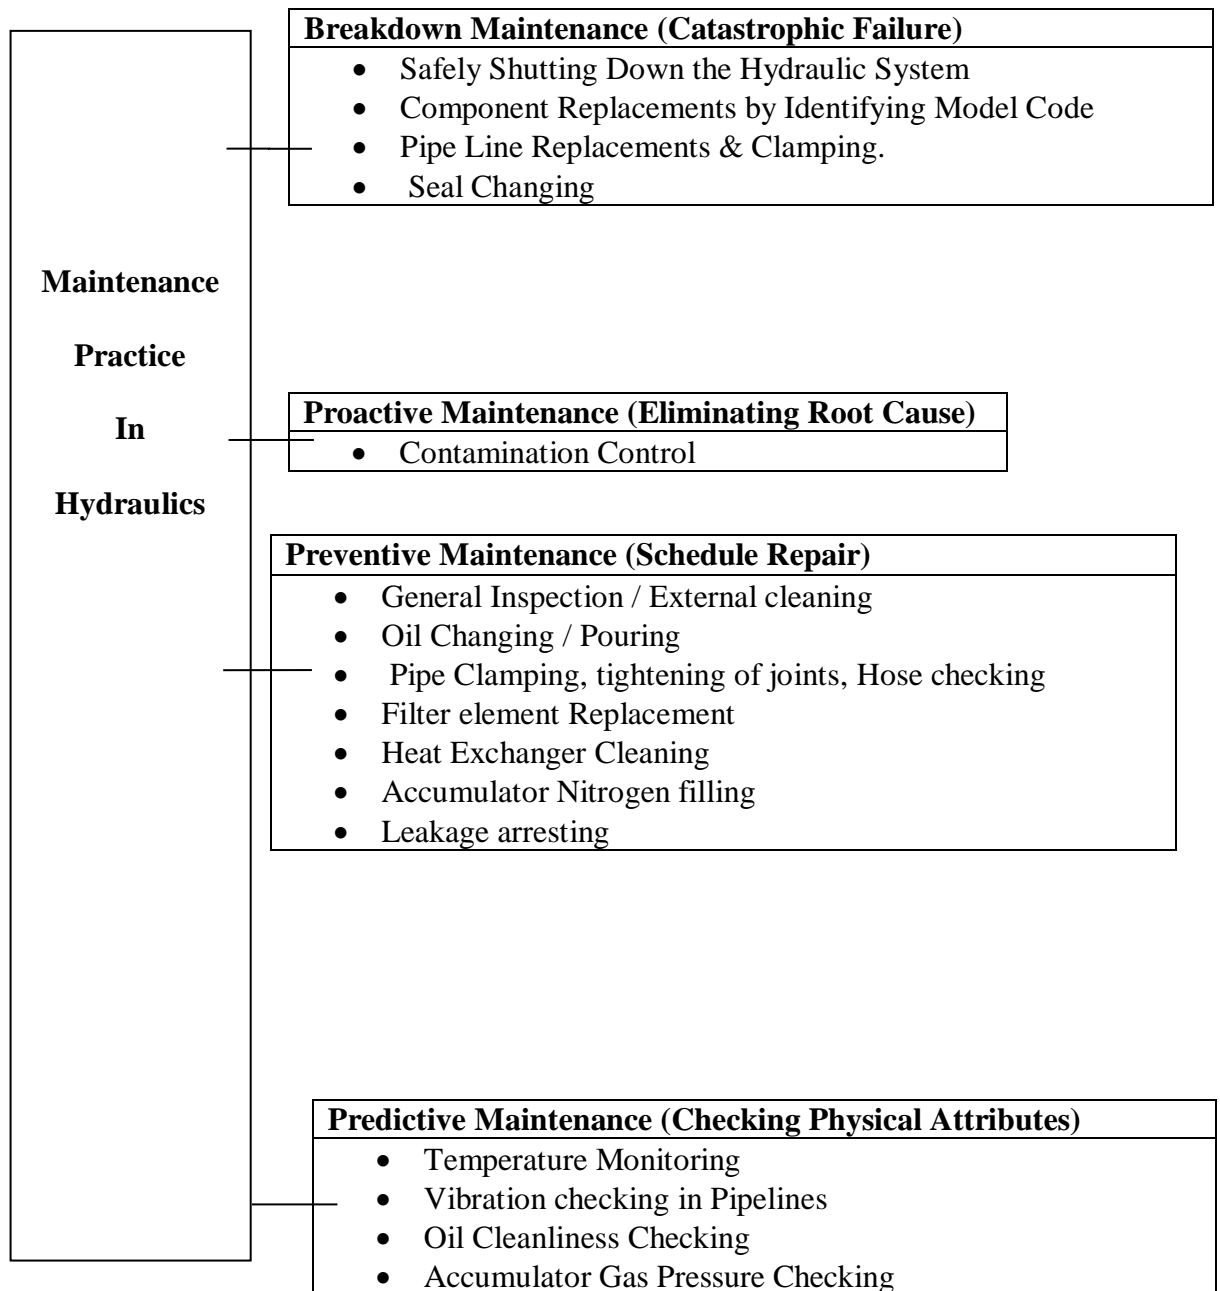 Maintenance
Practice
In
Hydraulics
Breakdown Maintenance (Catastrophic Failure)
• Safely Shutting Down the Hydraulic System
• Component Replacements by Identifying Model Code
• Pipe Line Replacements & Clamping.
• Seal Changing
Proactive Maintenance (Eliminating Root Cause)
• Contamination Control
Preventive Maintenance (Schedule Repair)
• General Inspection / External cleaning
• Oil Changing / Pouring
• Pipe Clamping, tightening of joints, Hose checking
• Filter element Replacement
• Heat Exchanger Cleaning
• Accumulator Nitrogen filling
• Leakage arresting
Predictive Maintenance (Checking Physical Attributes)
• Temperature Monitoring
• Vibration checking in Pipelines
• Oil Cleanliness Checking
• Accumulator Gas Pressure Checking